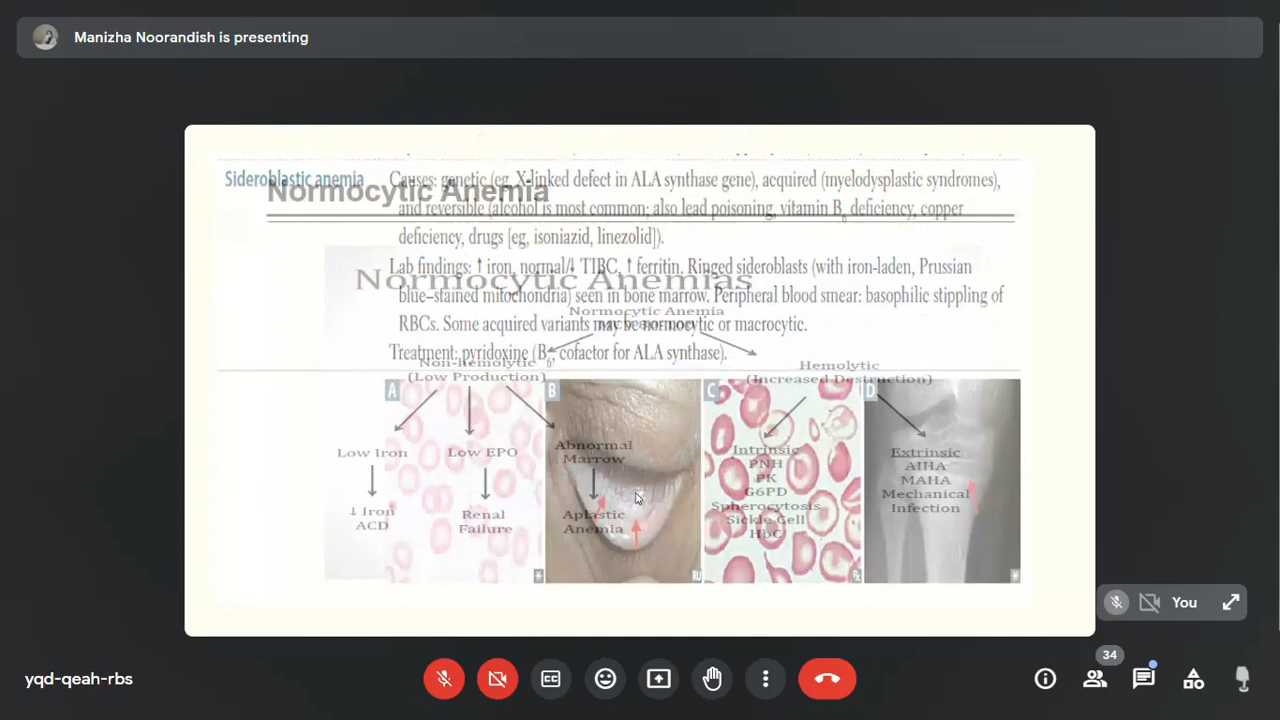 Manizha Noorandish is presenting
Sideroblastic anemia
Causes: genetic (eg, X-linked defect in ALA synthase gene), acquired (myelodysplastic syndromes),
and reversible (alcohol is most common; also lead poisoning, vitamin B6 deficiency, copper
deficiency, drugs [eg, isoniazid, linezolid]).
Lab findings: ↑ iron, normal/↓ TIBC, ↑ ferritin. Ringed sideroblasts (with iron-laden, Prussian
blue–stained mitochondria) seen in bone marrow. Peripheral blood smear: basophilic stippling of
RBCs. Some acquired variants may be normocytic or macrocytic.
Treatment: pyridoxine (B6, cofactor for ALA synthase).
A
B
C
D
Normocytic Anemia
Normocytic Anemias
Normocytic Anemia
Non-hemolytic
(Low Production)
Hemolytic
(Increased Destruction)
Low Iron
Low EPO
Abnormal
Marrow
↓ Iron
ACD
Renal
Failure
Aplastic
Anemia
Intrinsic
PNH
PK
G6PD
Spherocytosis
Sickle Cell
HbC
Extrinsic
AIHA
MAHA
Mechanical
Infection
You
yqd-qeah-rbs
CC
34